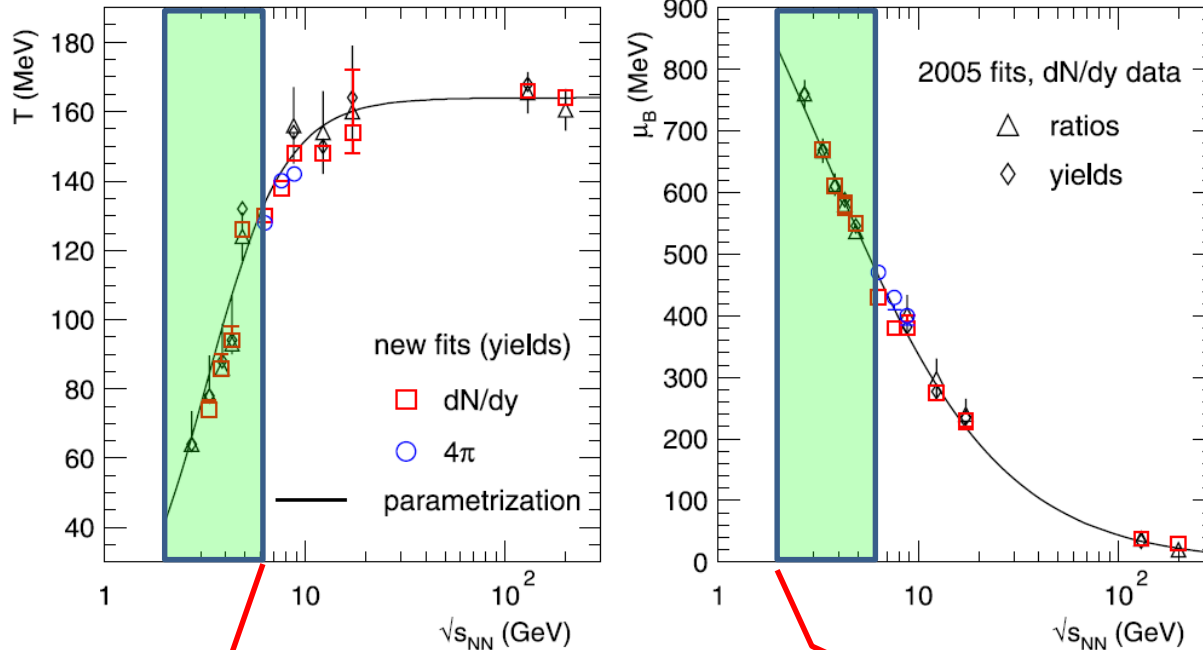 T (MeV)
180
160
140
120
100
80
60
40
new fits (yields)
dN/dy
4π
parametrization
1
10
10²
√s_NN (GeV)
μ_B (MeV)
900
800
700
600
500
400
300
200
100
0
2005 fits, dN/dy data
ratios
yields
1
10
10²
√s_NN (GeV)